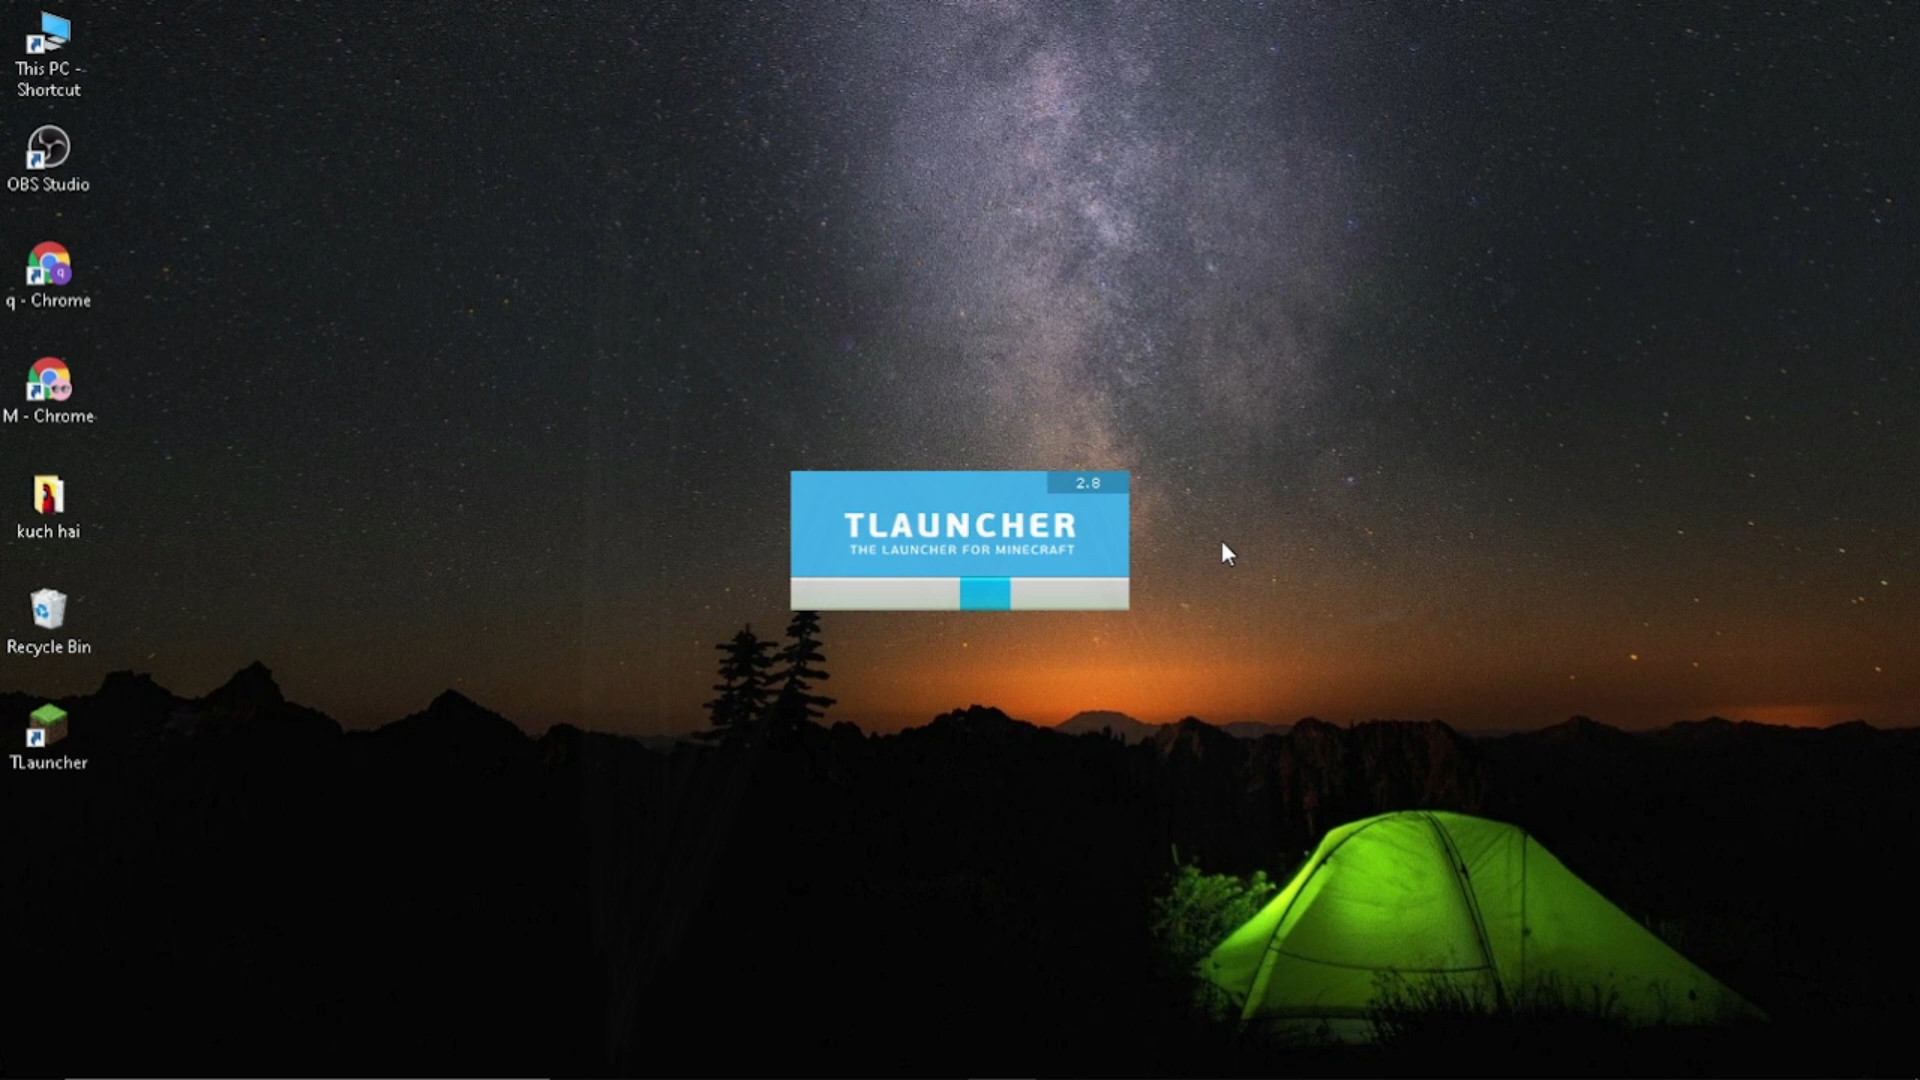 This PC -
Shortcut
OBS Studio
q
q - Chrome
M - Chrome
kuch hai
Recycle Bin
TLauncher
2.8
TLAUNCHER
THE LAUNCHER FOR MINECRAFT